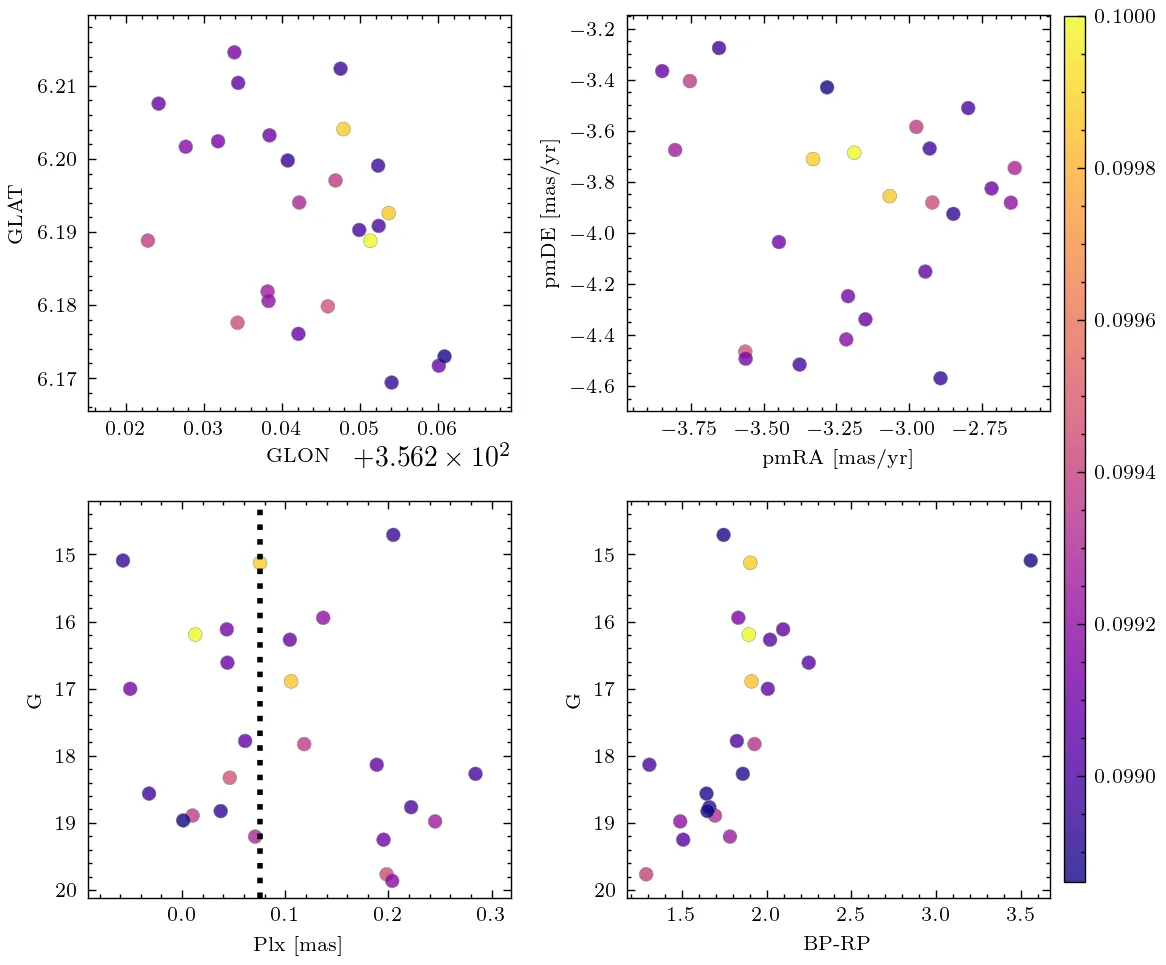 GLAT
6.21
6.20
6.19
6.18
6.17
0.02 0.03 0.04 0.05 0.06
GLON +3.562 × 10²
pmDE [mas/yr]
−3.2
−3.4
−3.6
−3.8
−4.0
−4.2
−4.4
−4.6
−3.75 −3.50 −3.25 −3.00 −2.75
pmRA [mas/yr]
0.1000
0.0998
0.0996
0.0994
0.0992
0.0990
G
15
16
17
18
19
20
0.0 0.1 0.2 0.3
Plx [mas]
G
15
16
17
18
19
20
1.5 2.0 2.5 3.0 3.5
BP-RP